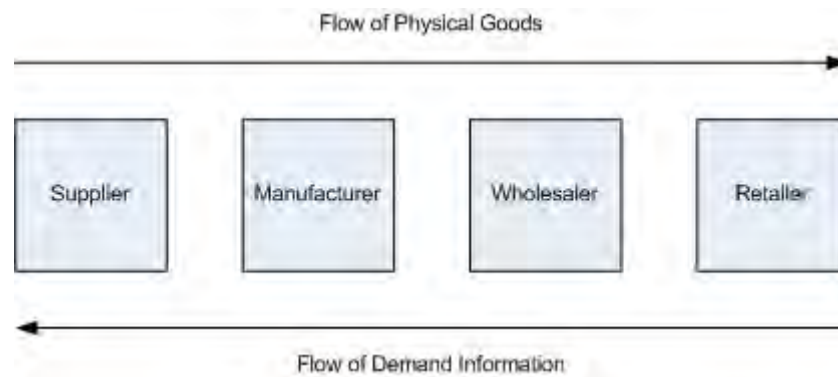 Flow of Physical Goods
Supplier
Manufacturer
Wholesaler
Retailer
Flow of Demand Information